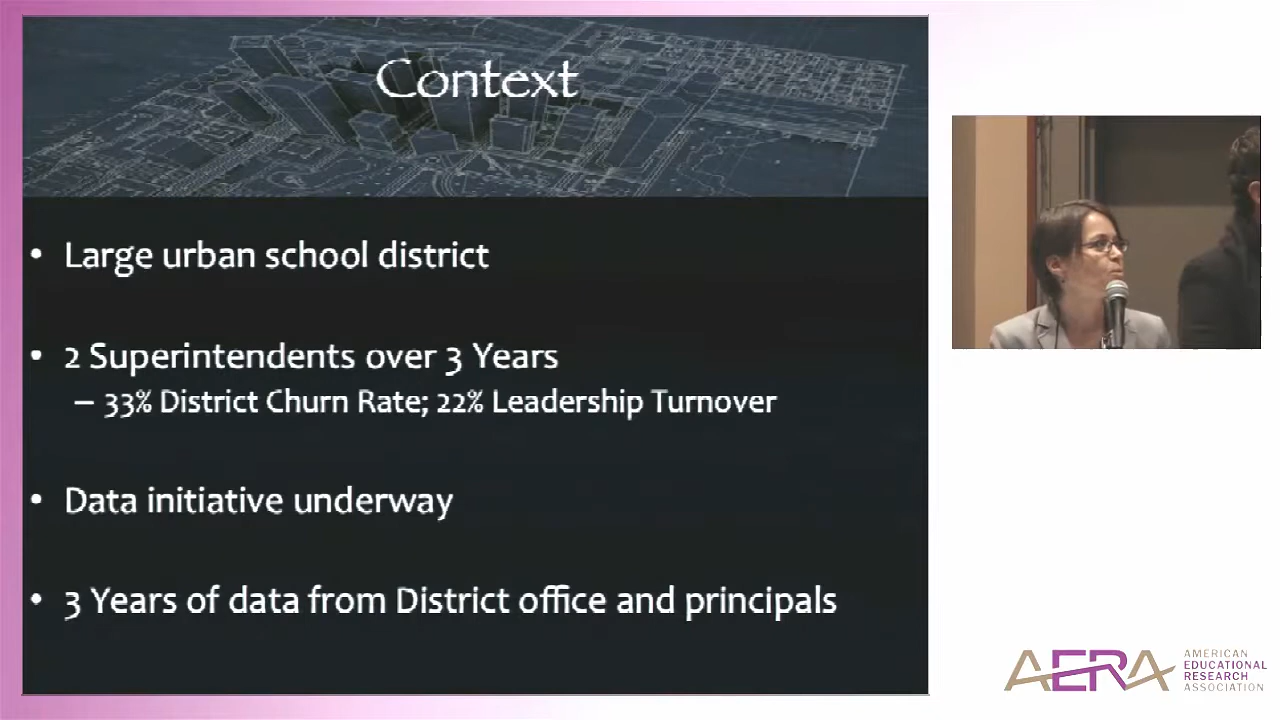 Context
• Large urban school district
• 2 Superintendents over 3 Years
– 33% District Churn Rate; 22% Leadership Turnover
• Data initiative underway
• 3 Years of data from District office and principals
AERA
AMERICAN
EDUCATIONAL
RESEARCH
ASSOCIATION